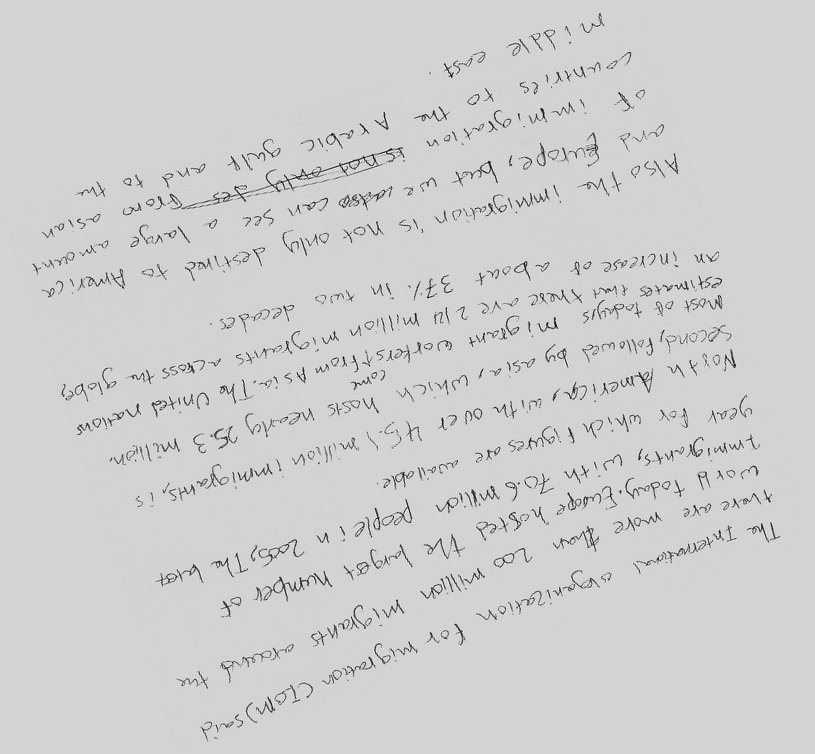 The International organization for migration (IOM) said
there are more than 200 million migrants around the
world today. Europe hosted the largest number of
Immigrants, with 70.6 million people in 2005, The latest
year for which figures are available.
North America, with over 45.1 million immigrants, is
second, followed by asia, which hosts nearly 25.3 million.
Most of todays migrant workers come from Asia. The United nations
estimates that there are 214 million migrants across the globe,
an increase of about 37% in two decades.
Also the immigration is not only destined to America
and Europe, but we can see a large amount
of immigration from asian
countries to the Arabic gulf and to the
middle east.